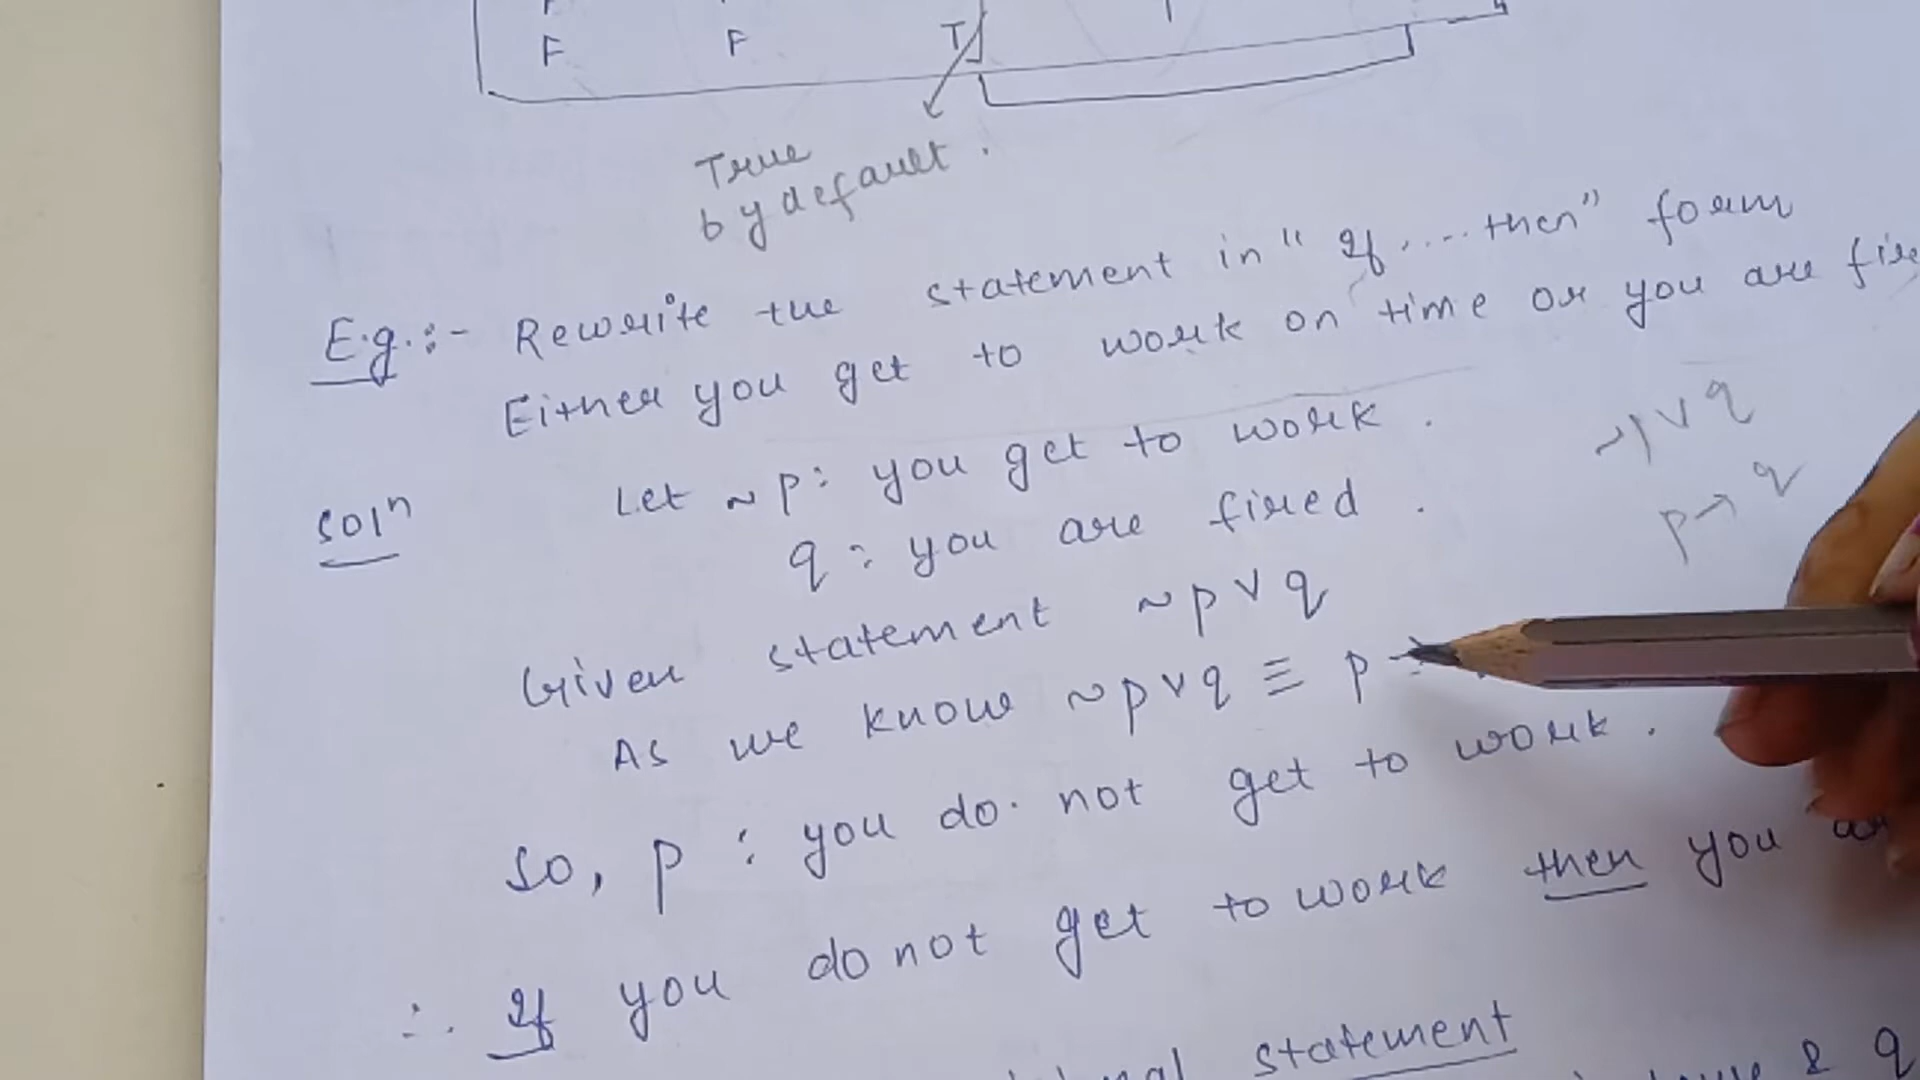 F F T
True
by default.
E.g.:- Rewrite the statement in "If .... then" form
Either you get to work on time or you are
Let ~p: you get to work.
~p∨q
Solⁿ
q: you are fired.
p→q
Given statement ~p∨q
As we know ~p∨q ≡ p
So, p: you do not get to work.
∴ If you do not get to work then you
statement
& q